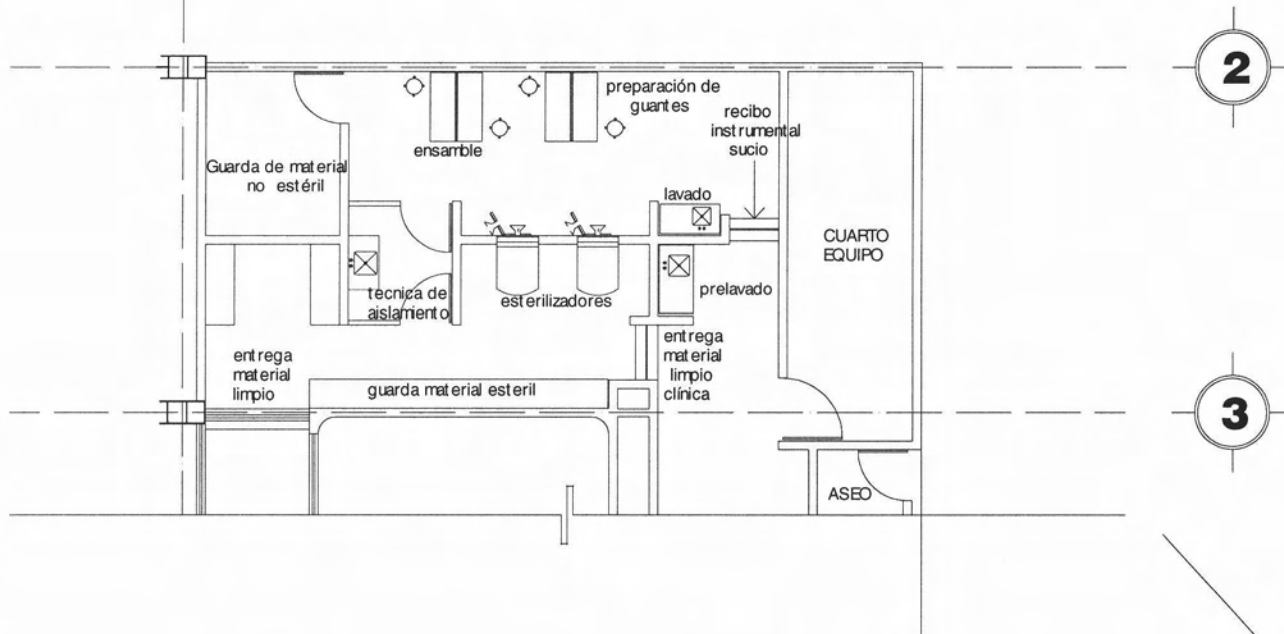 2
preparación de
guantes
recibo
instrumental
sucio
ensamble
Guarda de material
no estéril
lavado
CUARTO
EQUIPO
tecnica de
aislamiento
esterilizadores
prelavado
entrega
material
limpio
entrega
material
limpio
clínica
guarda material esteril
3
ASEO